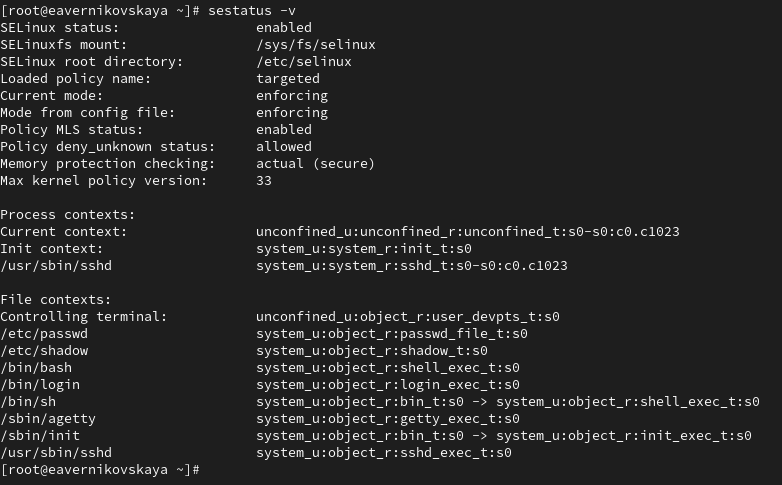 [root@eavernikovskaya ~]# sestatus -v
SELinux status:                 enabled
SELinuxfs mount:                /sys/fs/selinux
SELinux root directory:         /etc/selinux
Loaded policy name:             targeted
Current mode:                   enforcing
Mode from config file:          enforcing
Policy MLS status:              enabled
Policy deny_unknown status:     allowed
Memory protection checking:     actual (secure)
Max kernel policy version:      33

Process contexts:
Current context:                unconfined_u:unconfined_r:unconfined_t:s0-s0:c0.c1023
Init context:                   system_u:system_r:init_t:s0
/usr/sbin/sshd                  system_u:system_r:sshd_t:s0-s0:c0.c1023

File contexts:
Controlling terminal:           unconfined_u:object_r:user_devpts_t:s0
/etc/passwd                     system_u:object_r:passwd_file_t:s0
/etc/shadow                     system_u:object_r:shadow_t:s0
/bin/bash                       system_u:object_r:shell_exec_t:s0
/bin/login                      system_u:object_r:login_exec_t:s0
/bin/sh                         system_u:object_r:bin_t:s0 -> system_u:object_r:shell_exec_t:s0
/sbin/agetty                    system_u:object_r:getty_exec_t:s0
/sbin/init                      system_u:object_r:bin_t:s0 -> system_u:object_r:init_exec_t:s0
/usr/sbin/sshd                  system_u:object_r:sshd_exec_t:s0
[root@eavernikovskaya ~]#